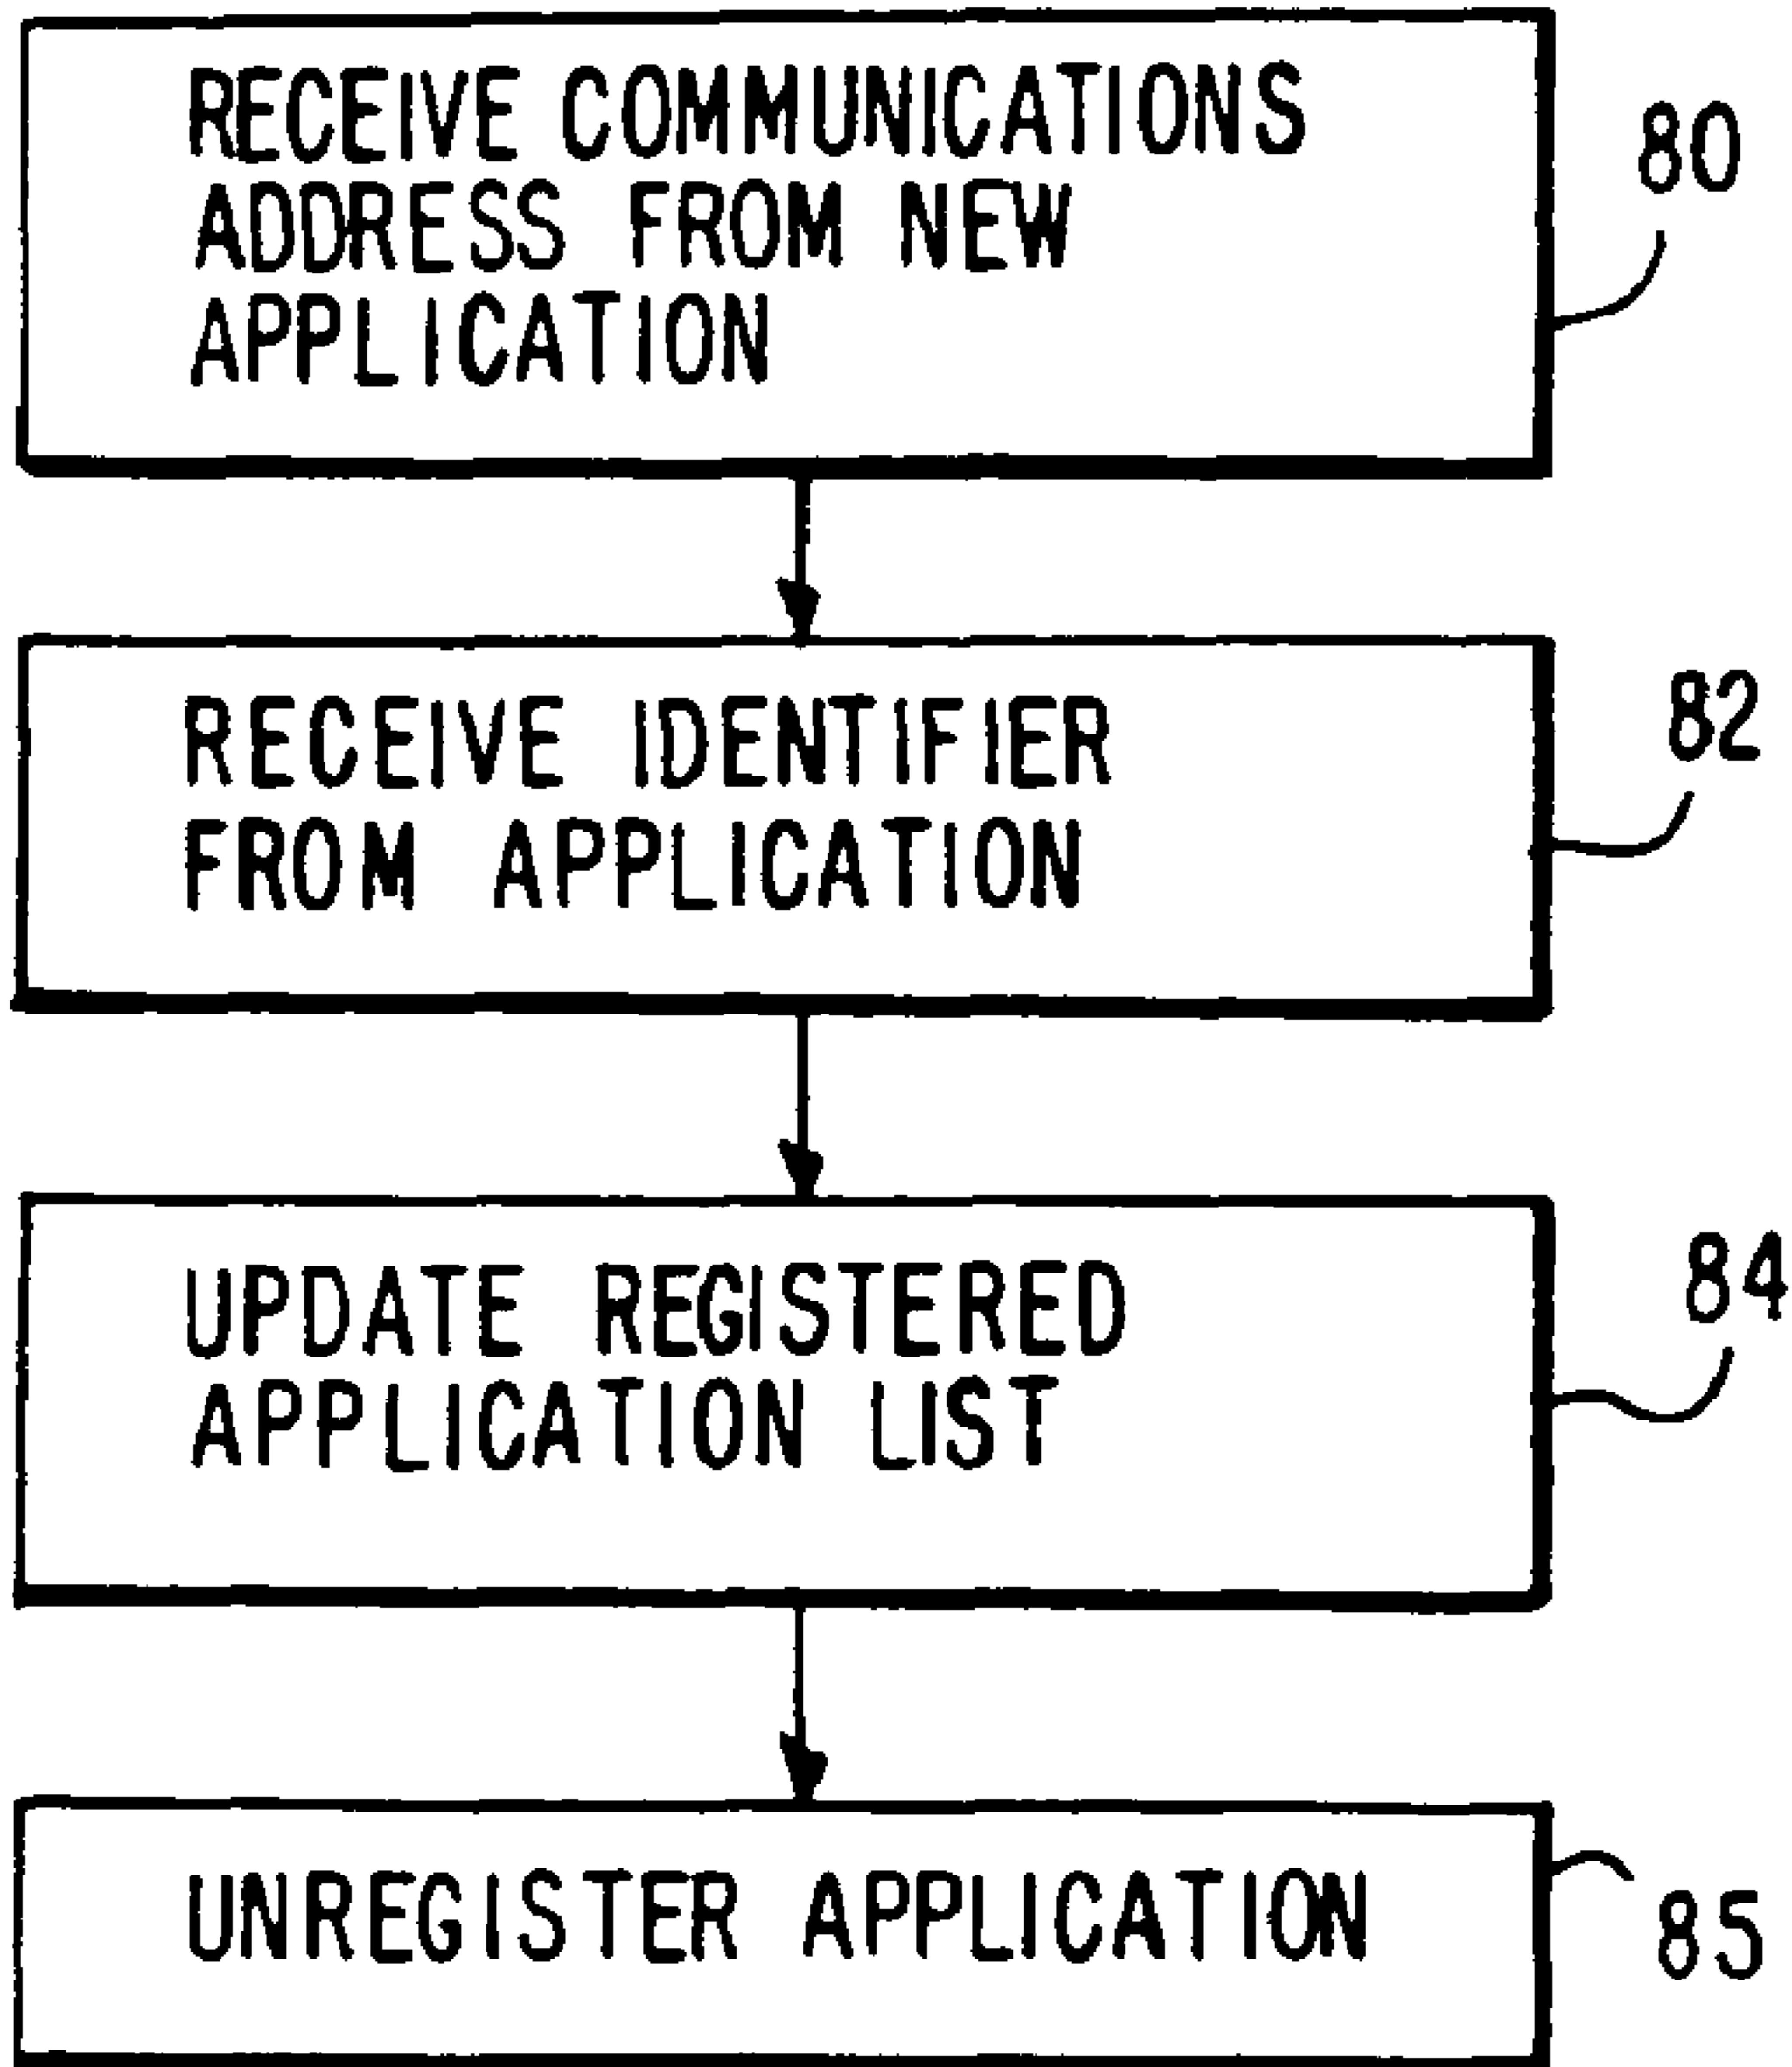 RECEIVE COMMUNICATIONS
ADDRESS FROM NEW
APPLICATION
80
RECEIVE IDENTIFIER
FROM APPLICATION
82
UPDATE REGISTERED
APPLICATION LIST
84
UNREGISTER APPLICATION
85